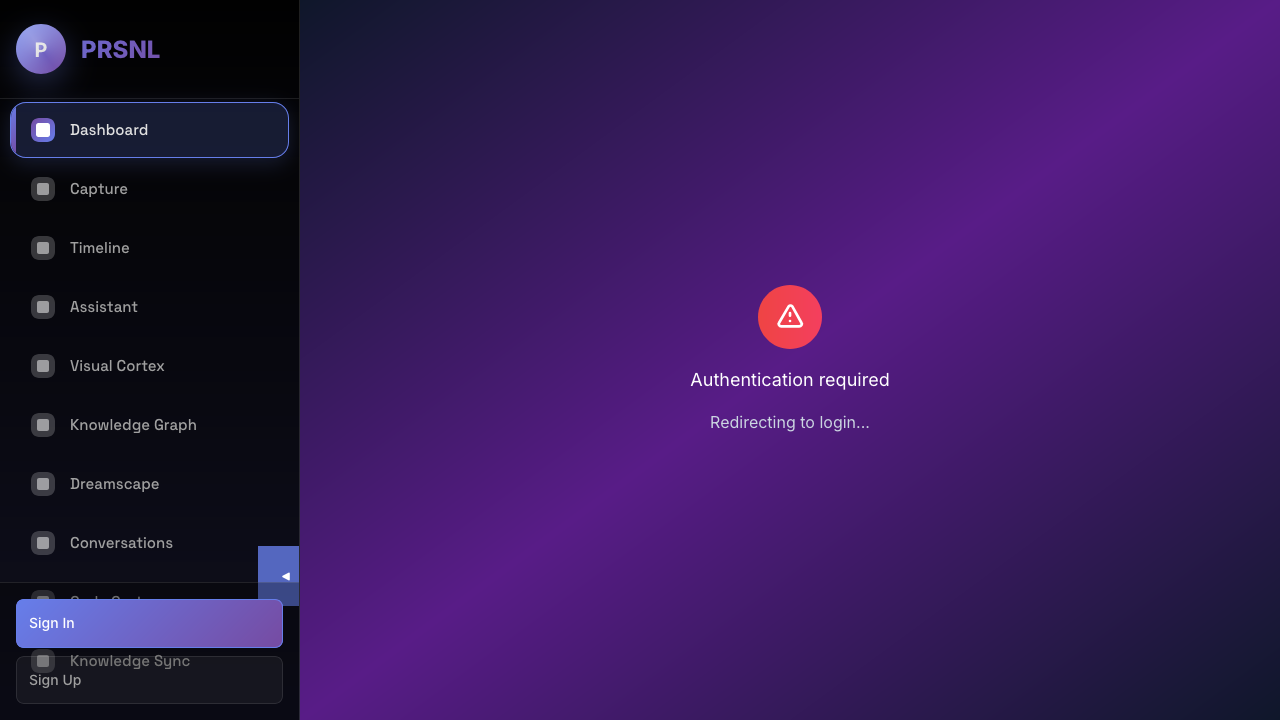 P
PRSNL
Dashboard
Capture
Timeline
Assistant
Visual Cortex
Knowledge Graph
Dreamscape
Conversations
Sign In
Knowledge Sync
Sign Up
Authentication required
Redirecting to login...